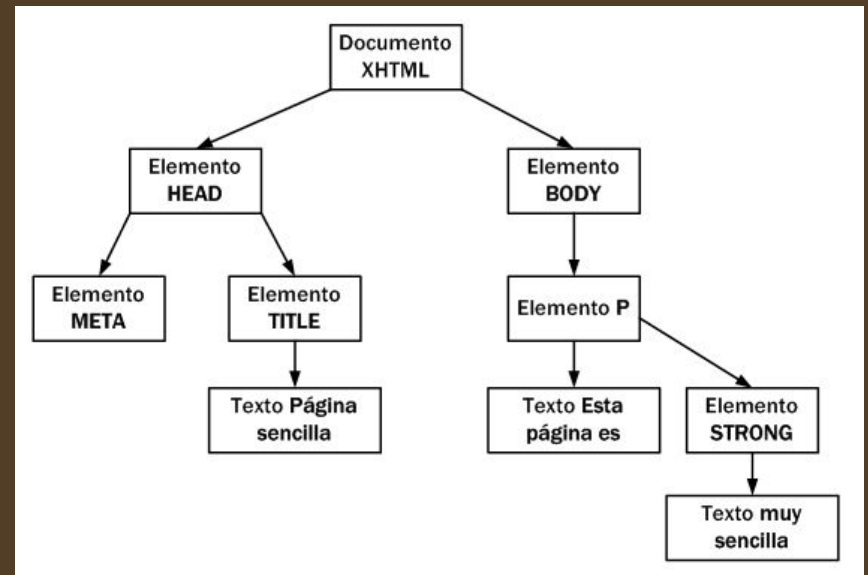 Documento
XHTML
Elemento
HEAD
Elemento
BODY
Elemento
META
Elemento
TITLE
Elemento P
Texto Página
sencilla
Texto Esta
página es
Elemento
STRONG
Texto muy
sencilla